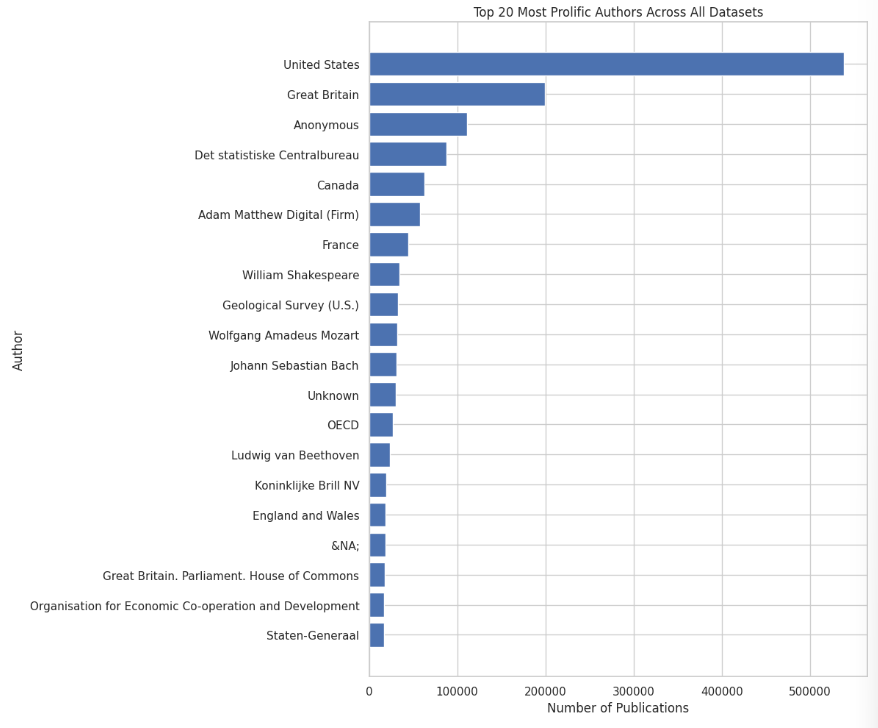 Top 20 Most Prolific Authors Across All Datasets
United States
Great Britain
Anonymous
Det statistiske Centralbureau
Canada
Adam Matthew Digital (Firm)
France
William Shakespeare
Geological Survey (U.S.)
Wolfgang Amadeus Mozart
Johann Sebastian Bach
Unknown
OECD
Ludwig van Beethoven
Koninklijke Brill NV
England and Wales
&NA;
Great Britain. Parliament. House of Commons
Organisation for Economic Co-operation and Development
Staten-Generaal
Author
0 100000 200000 300000 400000 500000
Number of Publications